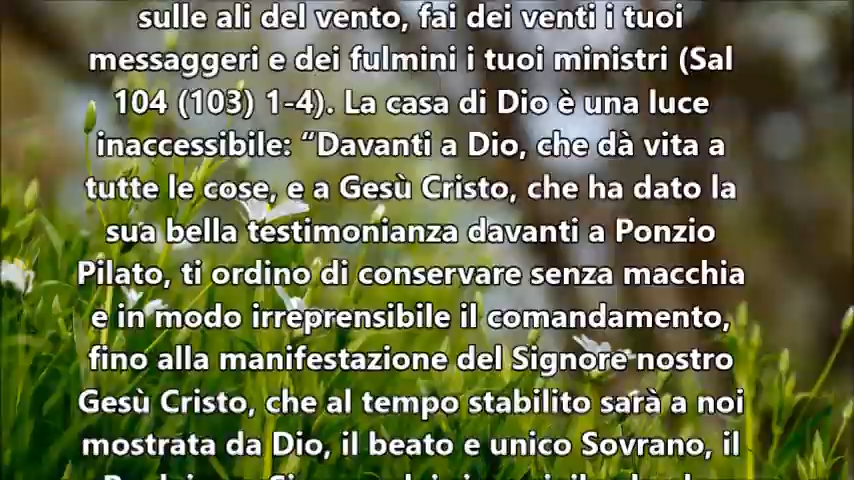 sulle ali del vento, fai dei venti i tuoi
messaggeri e dei fulmini i tuoi ministri (Sal
104 (103) 1-4). La casa di Dio è una luce
inaccessibile: “Davanti a Dio, che dà vita a
tutte le cose, e a Gesù Cristo, che ha dato la
sua bella testimonianza davanti a Ponzio
Pilato, ti ordino di conservare senza macchia
e in modo irreprensibile il comandamento,
fino alla manifestazione del Signore nostro
Gesù Cristo, che al tempo stabilito sarà a noi
mostrata da Dio, il beato e unico Sovrano, il